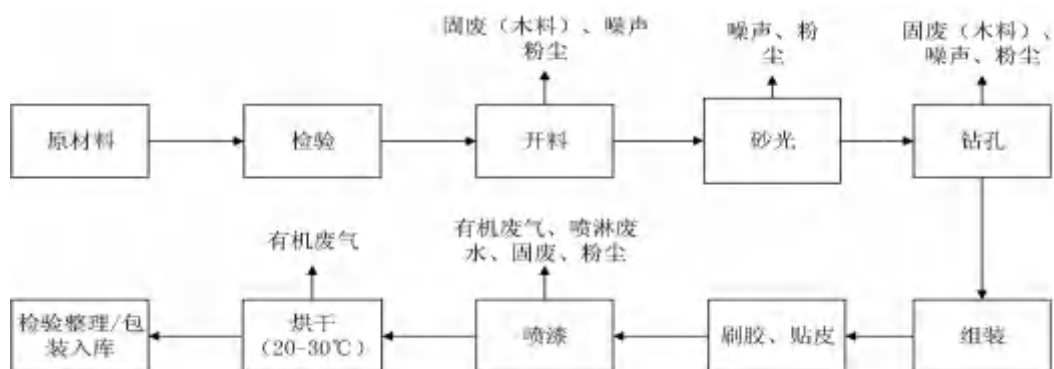 固废（木料）、噪声
粉尘
噪声、粉
尘
固废（木料）、
噪声、粉尘
原材料
检验
开料
砂光
钻孔
有机废气
有机废气、喷淋废
水、固废、粉尘
检验整理/包
装入库
烘干
（20-30℃）
喷漆
刷胶、贴皮
组装